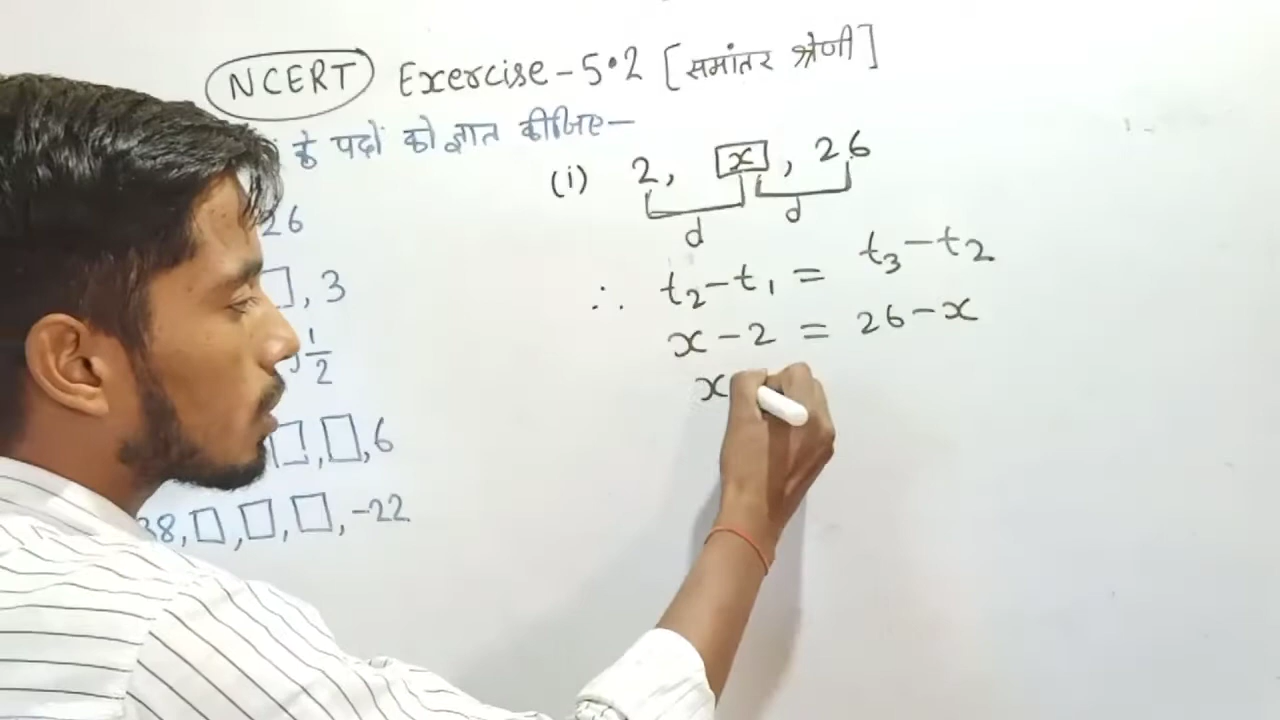 NCERT Exercise-5.2 [समांतर श्रेणी]
के पदों को ज्ञात कीजिए-
26
□, 3
1/2
□, □, 6
38, □, □, □, -22
(i) 2, x, 26
d d
∴ t₂-t₁ = t₃-t₂
x-2 = 26-x
x